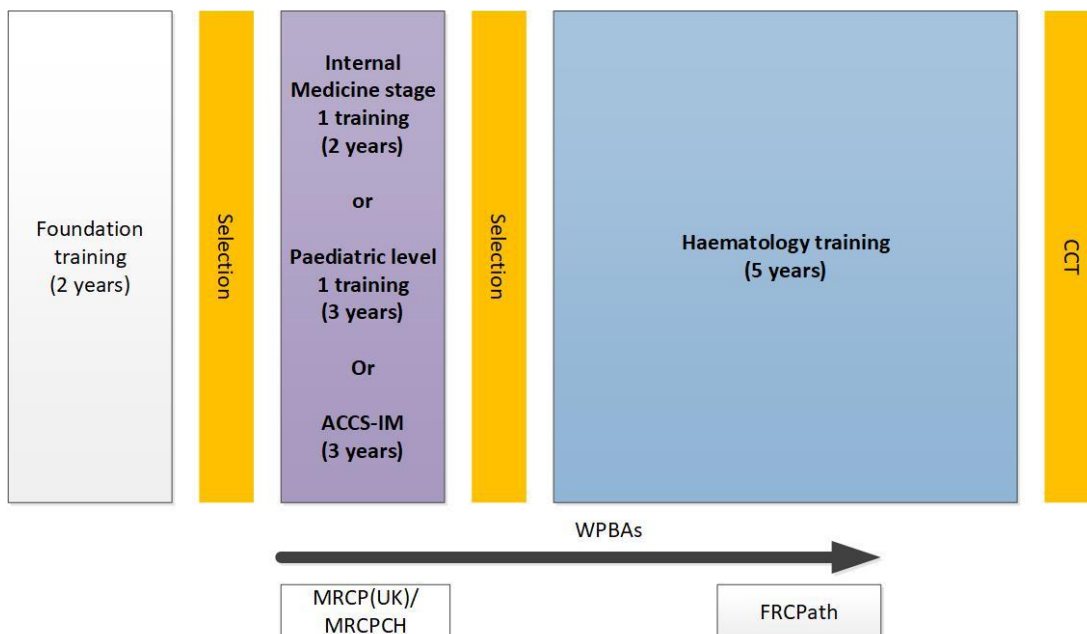 Foundation
training
(2 years)
Selection
Internal
Medicine stage
1 training
(2 years)
or
Paediatric level
1 training
(3 years)
Or
ACCS-IM
(3 years)
Selection
Haematology training
(5 years)
CCT
WPBAs
MRCP(UK)/
MRCPCH
FRCPath